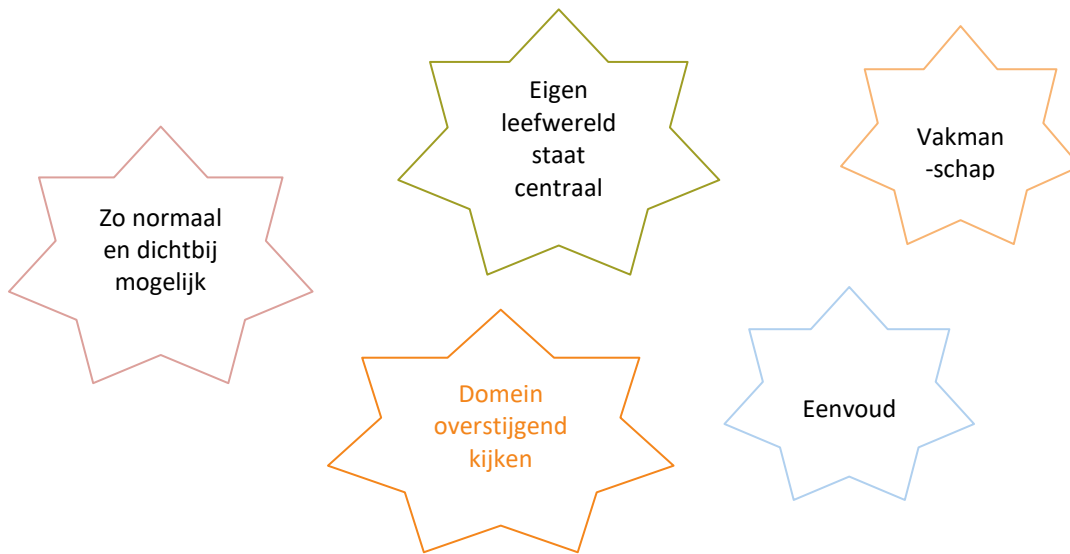 Zo normaal
en dichtbij
mogelijk
Eigen
leefwereld
staat
centraal
Vakman
-schap
Domein
overstijgend
kijken
Eenvoud